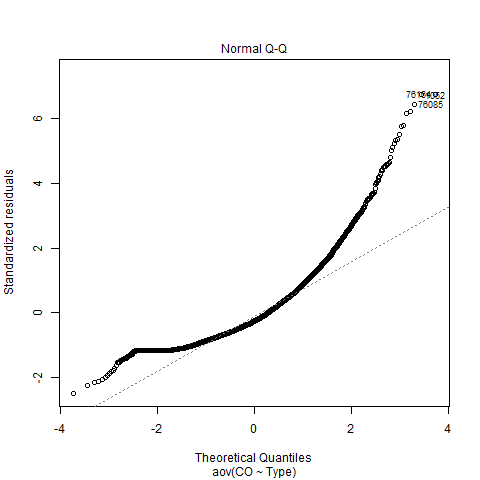 Normal Q-Q
Standardized residuals
6
4
2
0
-2
-4
-2
0
2
4
76085
Theoretical Quantiles
aov(CO ~ Type)